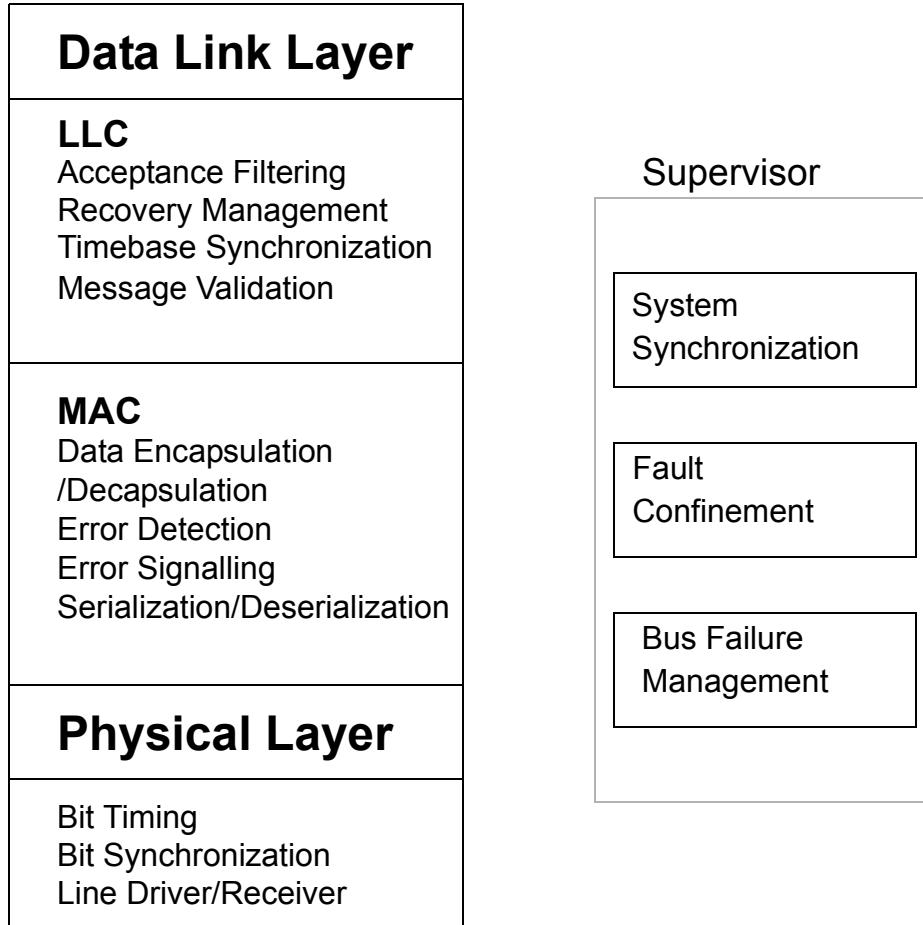 Data Link Layer
LLC
Acceptance Filtering
Recovery Management
Timebase Synchronization
Message Validation
MAC
Data Encapsulation
/Decapsulation
Error Detection
Error Signalling
Serialization/Deserialization
Physical Layer
Bit Timing
Bit Synchronization
Line Driver/Receiver
Supervisor
System
Synchronization
Fault
Confinement
Bus Failure
Management